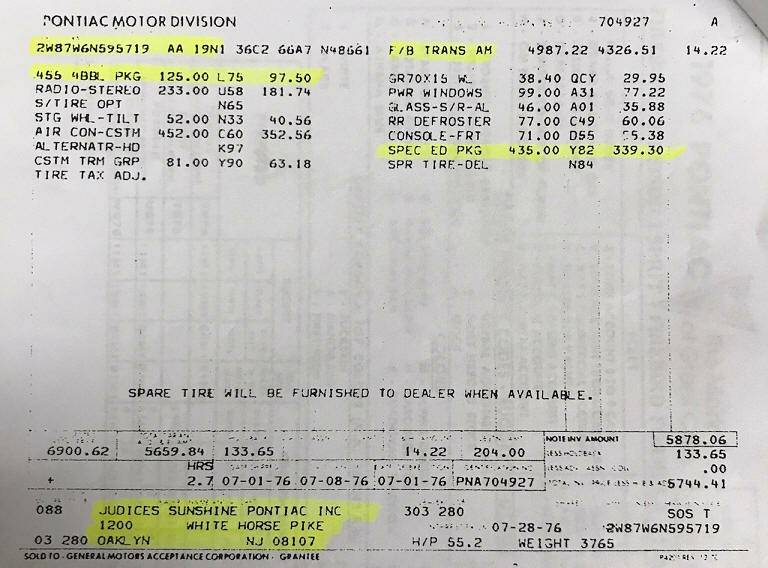 PONTIAC MOTOR DIVISION 704927 A
2W87W6N595719 AA 19N1 36C2 66A7 N48661 F/B TRANS AM 4987.22 4326.51 14.22
455 4BBL PKG 125.00 L75 97.50 GR70X15 WL 38.40 QCY 29.95
RADIO-STEREO 233.00 U58 181.74 PWR WINDOWS 99.00 A31 77.22
S/TIRE OPT N65 GLASS-S/R-AL 46.00 A01 35.88
STG WHL-TILT 52.00 N33 40.56 RR DEFROSTER 77.00 C49 60.06
AIR CON-CSTM 452.00 C60 352.56 CONSOLE-FRT 71.00 D55 55.38
ALTERNATR-HD K97 SPEC ED PKG 435.00 Y82 339.30
CSTM TRM GRP 81.00 Y90 63.18 SPR TIRE-DEL N84
TIRE TAX ADJ.
SPARE TIRE WILL BE FURNISHED TO DEALER WHEN AVAILABLE.
NOTE INV AMOUNT 5878.06
6900.62 5659.84 133.65 14.22 204.00 LESS HOLDBACK 133.65
HRS .00
+ 2.7 07-01-76 07-08-76 07-01-76 PNA704927 5744.41
088 JUDICES SUNSHINE PONTIAC INC 303 280 SOS T
1200 WHITE HORSE PIKE 07-28-76 2W87W6N595719
03 280 OAKLYN N.J 08107 H/P 55.2 WEIGHT 3765
SOLD TO - GENERAL MOTORS ACCEPTANCE CORPORATION - GRANTEE